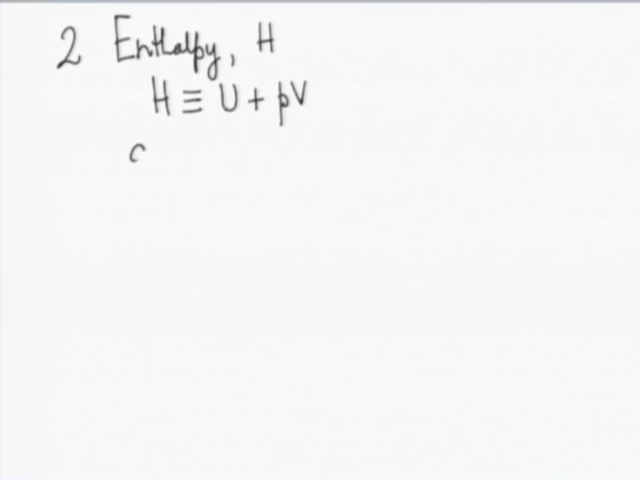 2 Enthalpy, H
H ≡ U + pV